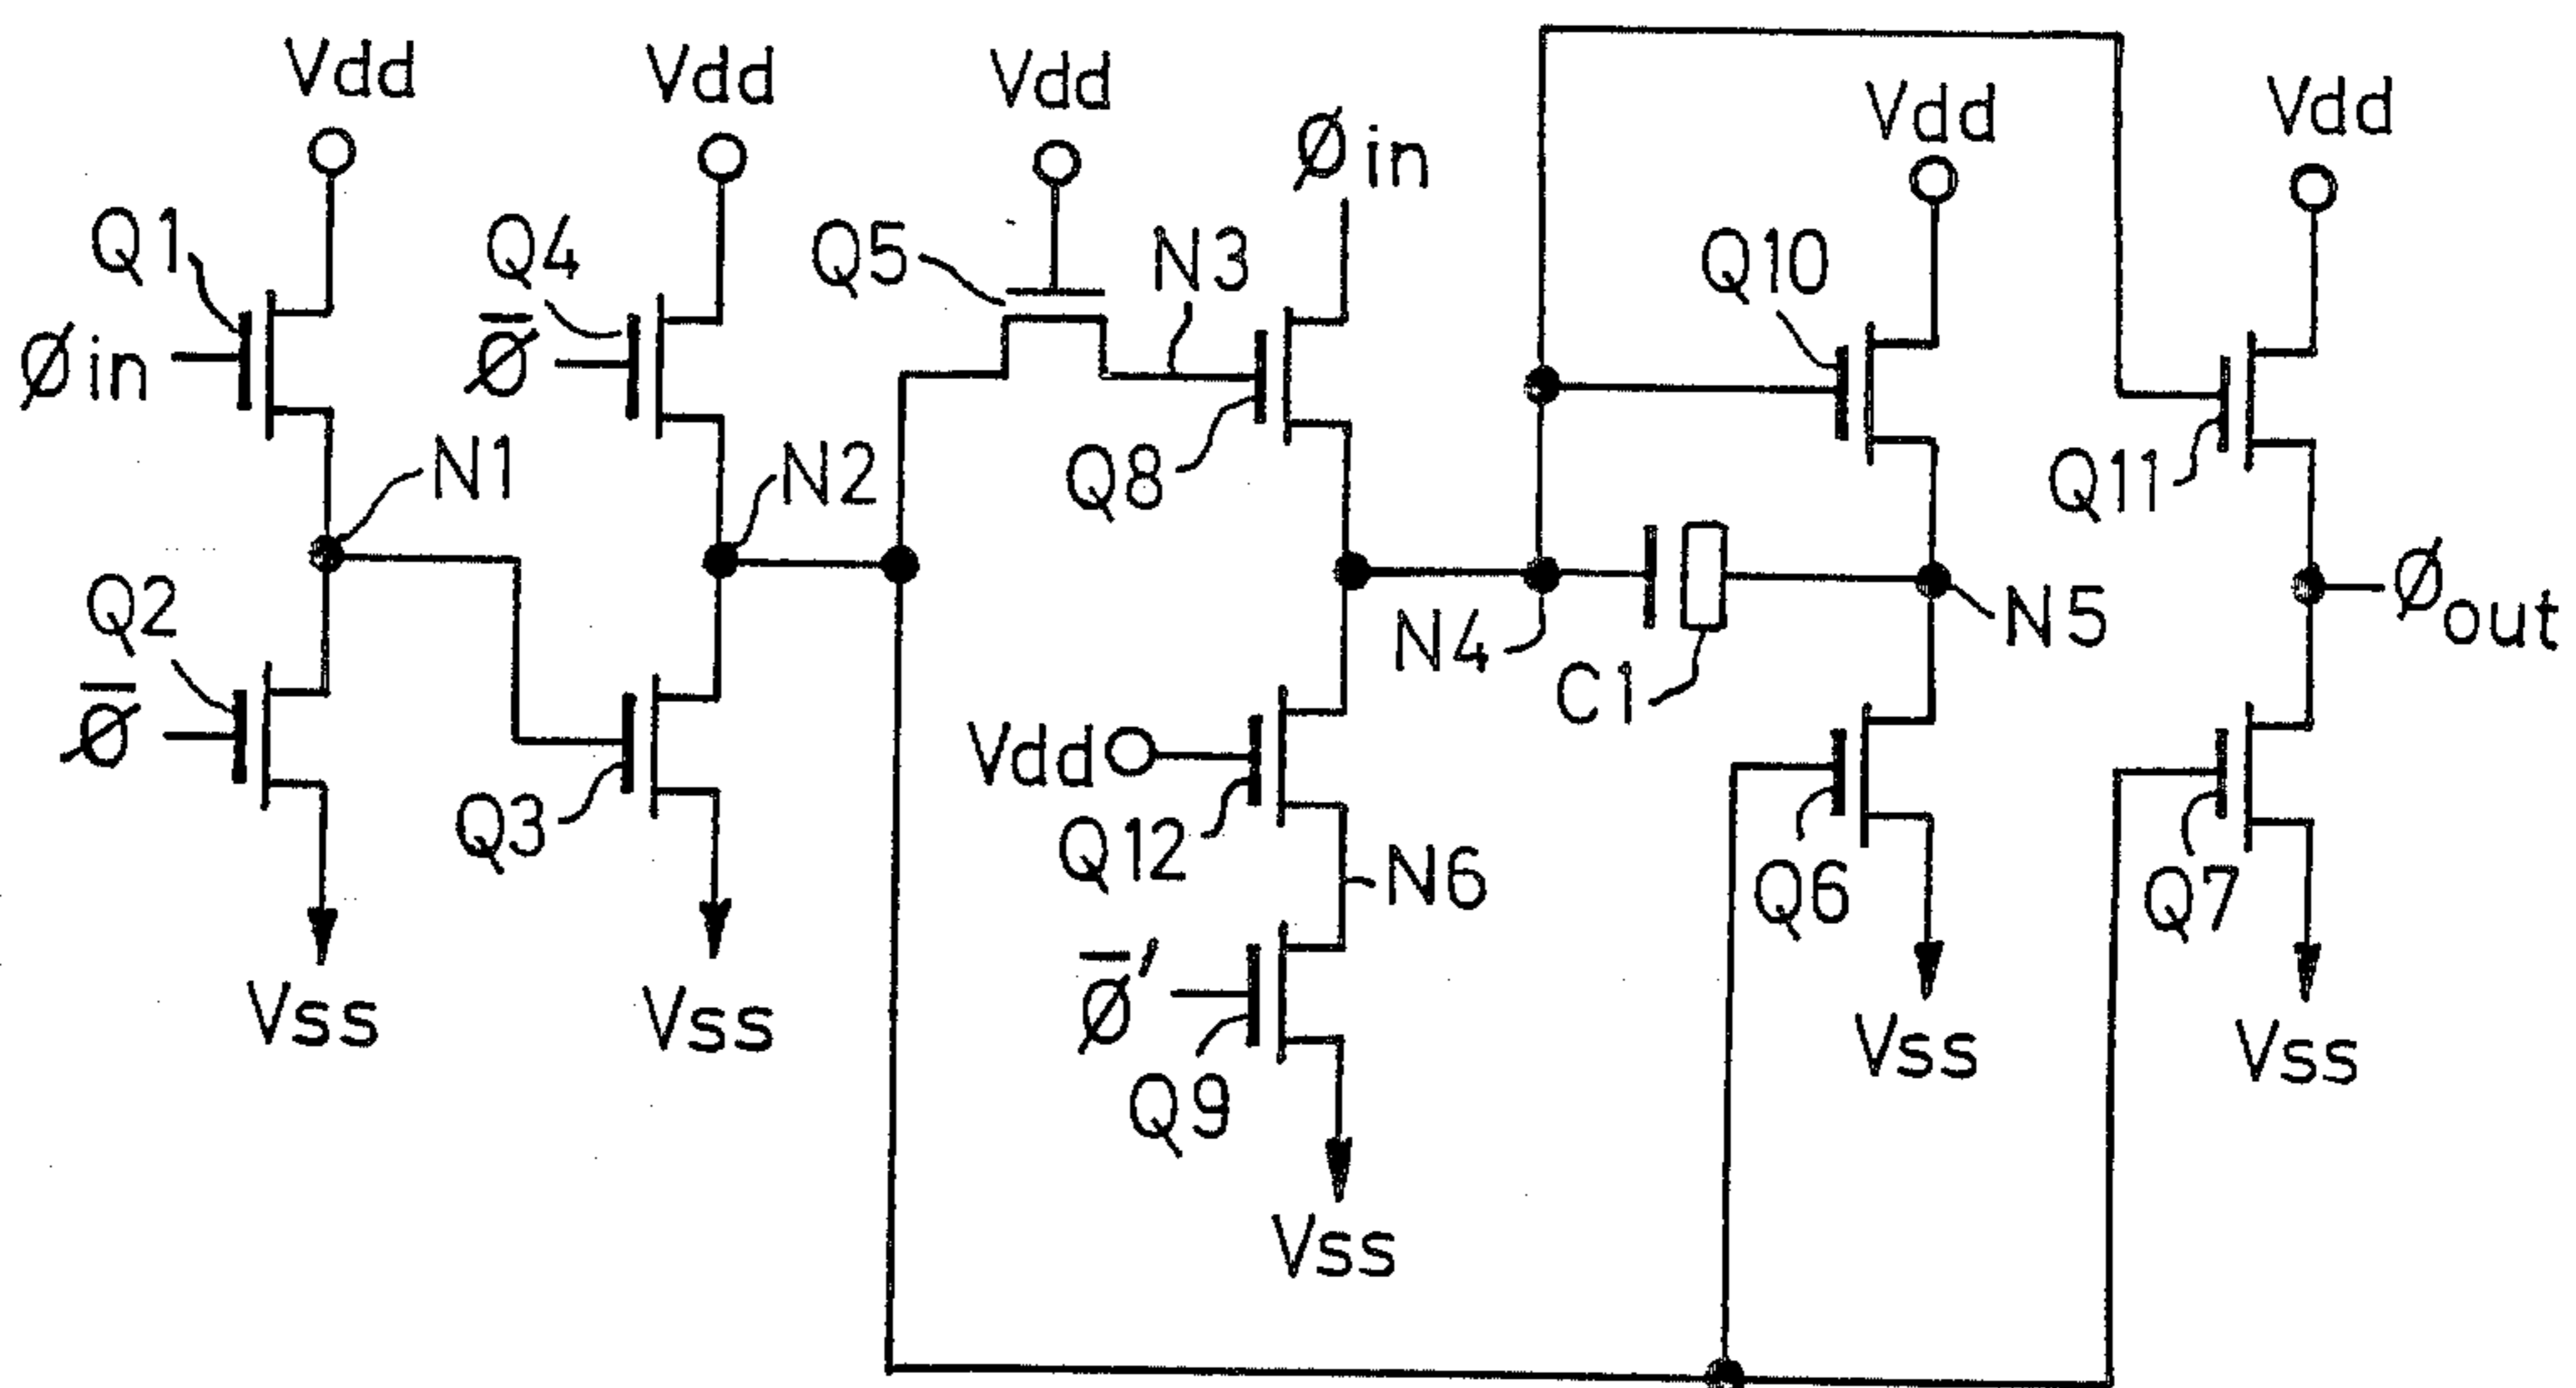 Vdd
Vdd
Vdd
Vdd
Vdd
Øin
Q1
Q4
Q5
N3
Q10
Øin
Ø̅
Q8
Q11
N1
N2
Q2
Ø̅
N4
C1
N5
Øout
Q3
Vdd
Q12
N6
Q6
Q7
Ø̅'
Q9
Vss
Vss
Vss
Vss
Vss